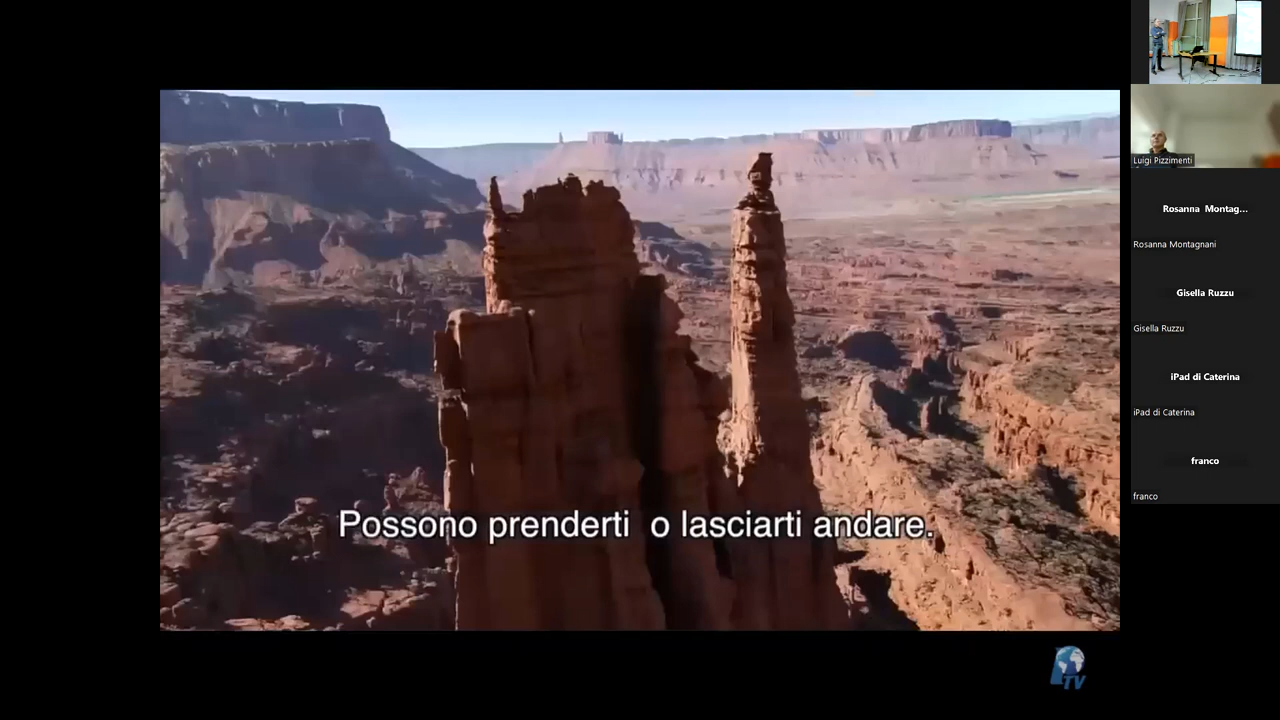 Possono prenderti  o lasciarti andare.
TV
Luigi Pizzimenti
Rosanna  Montag...
Rosanna Montagnani
Gisella Ruzzu
Gisella Ruzzu
iPad di Caterina
iPad di Caterina
franco
franco